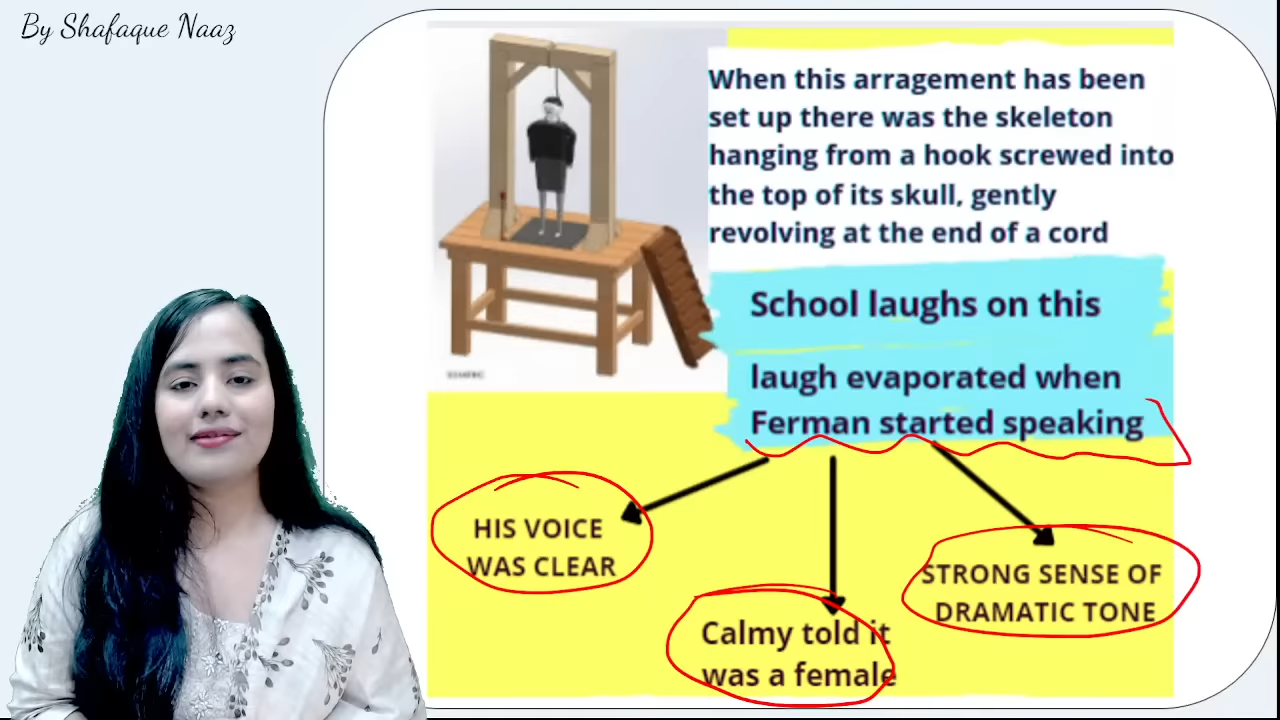 By Shafaque Naaz
When this arragement has been
set up there was the skeleton
hanging from a hook screwed into
the top of its skull, gently
revolving at the end of a cord
School laughs on this
laugh evaporated when
Ferman started speaking
HIS VOICE
WAS CLEAR
STRONG SENSE OF
DRAMATIC TONE
Calmy told it
was a female